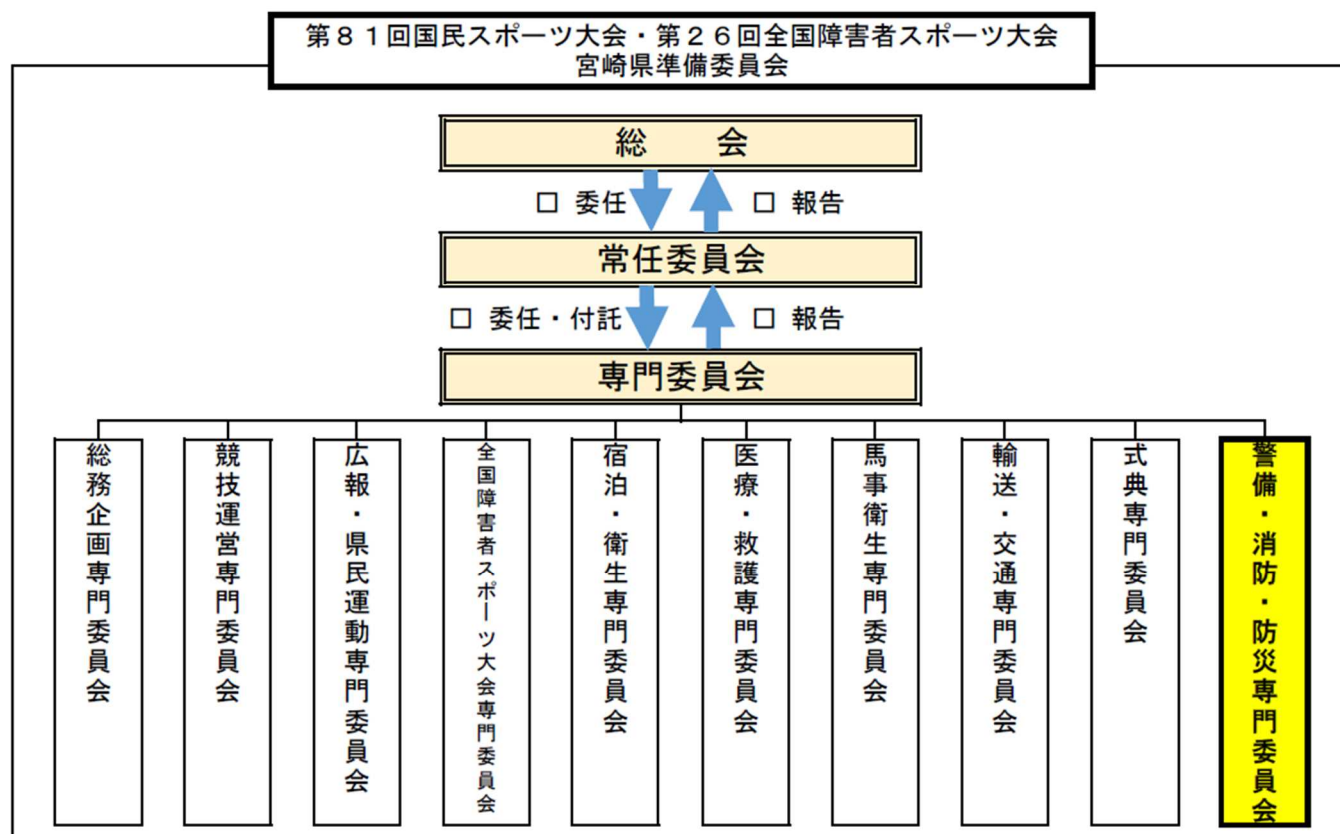 第８１回国民スポーツ大会・第２６回全国障害者スポーツ大会
宮崎県準備委員会
総　会
□ 委任
□ 報告
常任委員会
□ 委任・付託
□ 報告
専門委員会
総務企画専門委員会
競技運営専門委員会
広報・県民運動専門委員会
全国障害者スポーツ大会専門委員会
宿泊・衛生専門委員会
医療・救護専門委員会
馬事衛生専門委員会
輸送・交通専門委員会
式典専門委員会
警備・消防・防災専門委員会